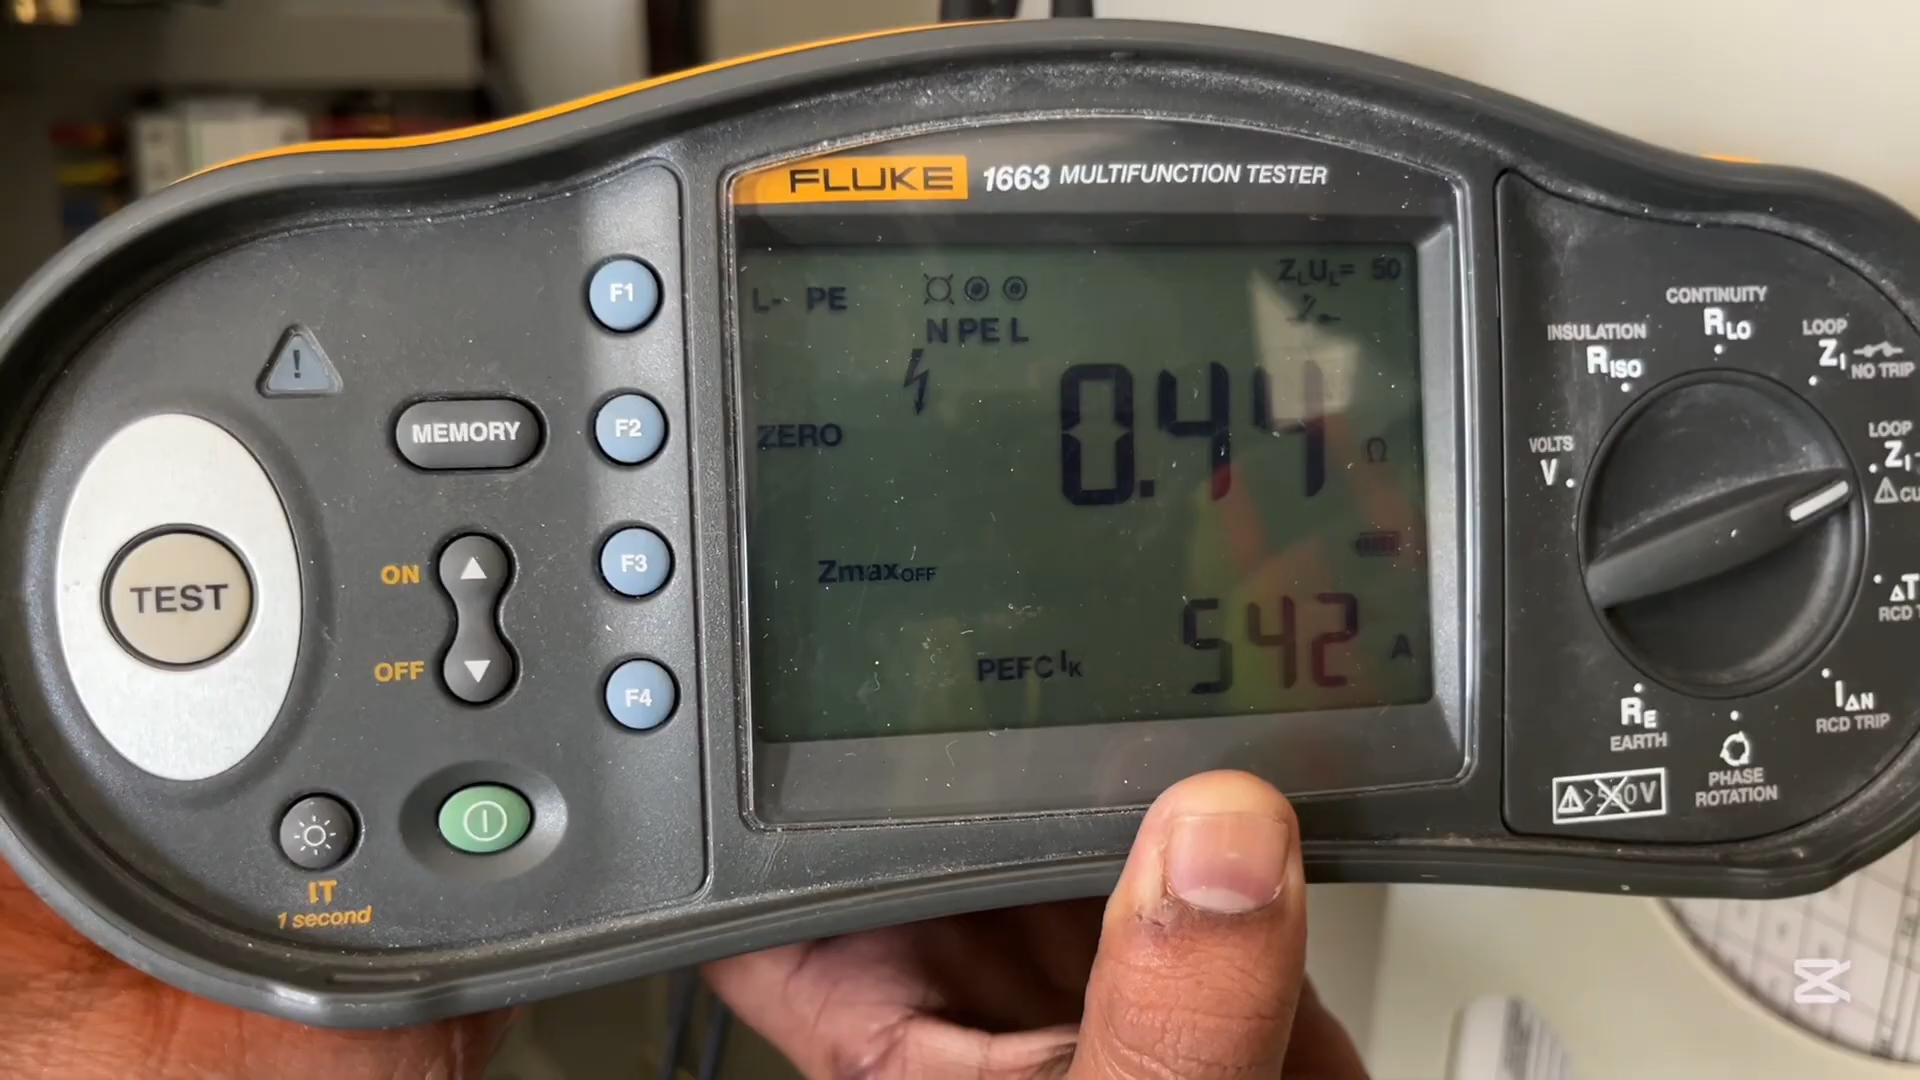 FLUKE 1663 MULTIFUNCTION TESTER
L- PE
N PE L
ZLUL= 50
ZERO
0.44 Ω
ZmaxOFF
PEFC IK 542 A
F1
F2
F3
F4
!
MEMORY
TEST
ON
OFF
IT
1 second
CONTINUITY
RLO
INSULATION
RISO
LOOP
ZI
NO TRIP
VOLTS
V
LOOP
ZI
ΔT
RCD
IΔN
RCD TRIP
RE
EARTH
PHASE
ROTATION